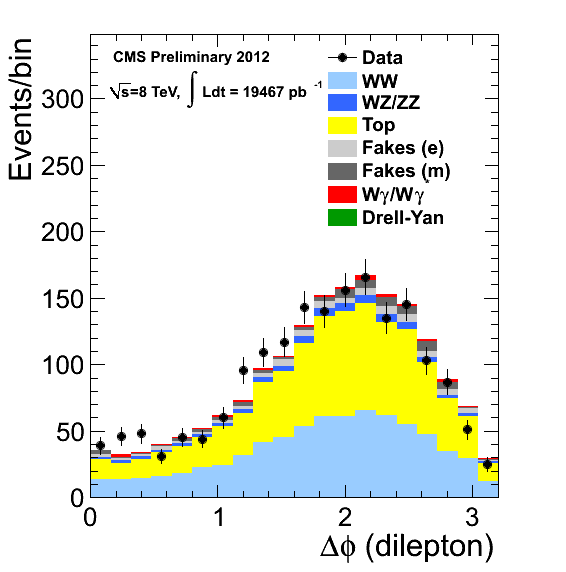 Events/bin
CMS Preliminary 2012
√s=8 TeV, ∫ Ldt = 19467 pb -1
Data
WW
WZ/ZZ
Top
Fakes (e)
Fakes (m)
Wγ/Wγ*
Drell-Yan
300
250
200
150
100
50
0
0 1 2 3
Δϕ (dilepton)